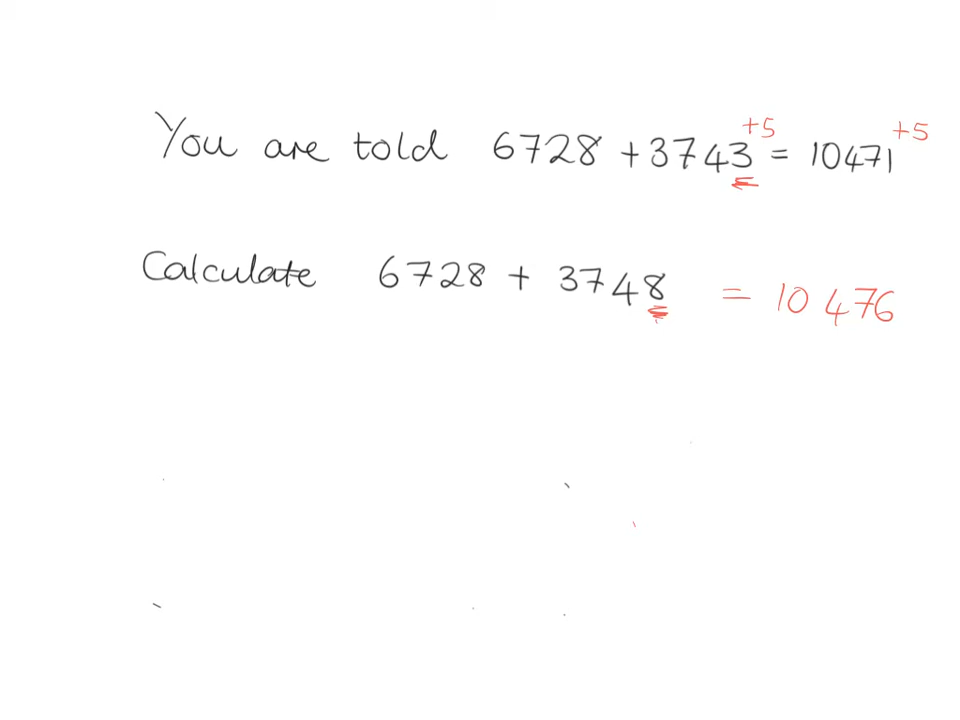 You are told 6728 + 3743 +5 = 10471 +5
Calculate 6728 + 3748 = 10 476